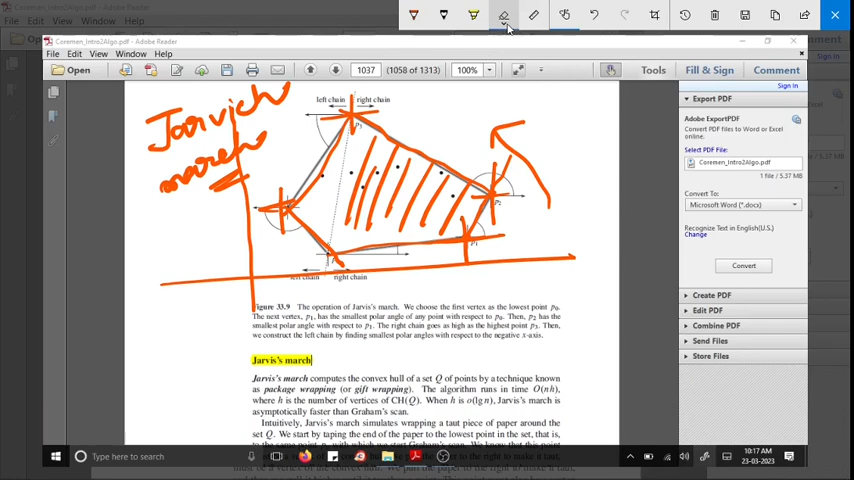 File Edit View Window Help
Coremen_Intro2Algo.pdf - Adobe Reader
File Edit View Window Help
Open
1037
(1058 of 1313)
100%
Tools
Fill & Sign
Comment
Sign In
Export PDF
Adobe ExportPDF
Convert PDF files to Word or Excel online.
Select PDF File:
Coremen_Intro2Algo.pdf
1 file / 5.37 MB
Convert To:
Microsoft Word (*.docx)
Recognize Text in English(U.S.)
Change
Convert
Create PDF
Edit PDF
Combine PDF
Send Files
Store Files
Jarvich
march
left chain right chain
p3
p2
p1
left chain right chain
Figure 33.9 The operation of Jarvis's march. We choose the first vertex as the lowest point p0.
The next vertex, p1, has the smallest polar angle of any point with respect to p0. Then, p2 has the
smallest polar angle with respect to p1. The right chain goes as high as the highest point p3. Then,
we construct the left chain by finding smallest polar angles with respect to the negative x-axis.
Jarvis's march
Jarvis's march computes the convex hull of a set Q of points by a technique known
as package wrapping (or gift wrapping). The algorithm runs in time O(nh),
where h is the number of vertices of CH(Q). When h is o(lg n), Jarvis's march is
asymptotically faster than Graham's scan.
Intuitively, Jarvis's march simulates wrapping a taut piece of paper around the
set Q. We start by taping the end of the paper to the lowest point in the set, that is,
Type here to search
10:17 AM
23-03-2023